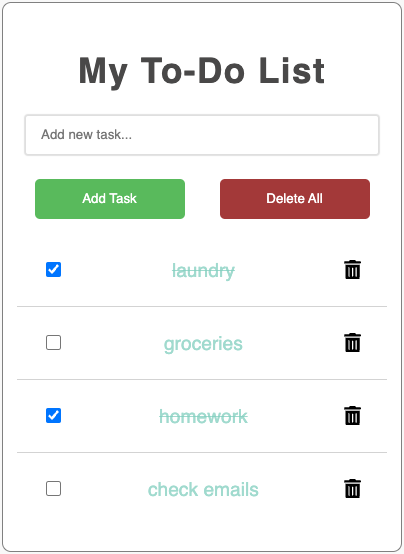 My To-Do List
Add new task...
Add Task Delete All
laundry
groceries
homework
check emails